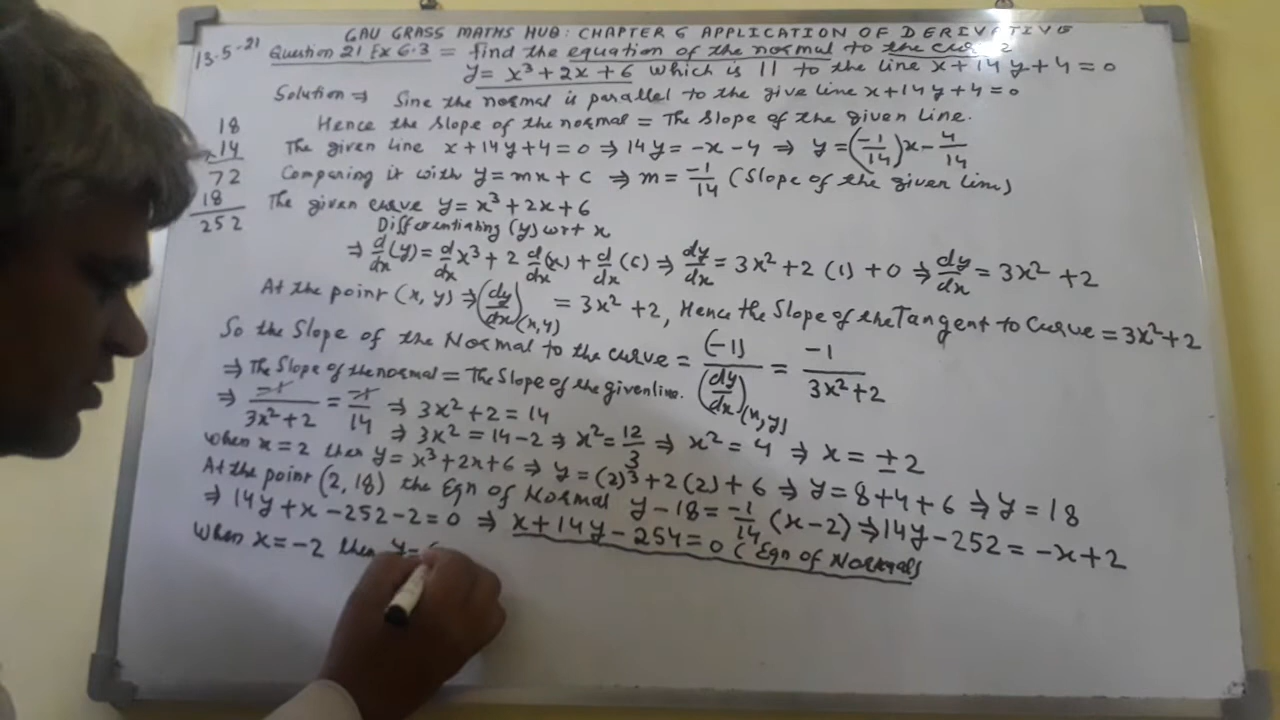 GAU GRASS MATHS HUB: CHAPTER 6 APPLICATION OF DERIVATIVE
13-5-21 Question 21 Ex 6.3 = find the equation of the normal to the curve
y = x³+2x+6 which is || to the line x+14y+4=0
Solution ⇒ Sine the normal is parallel to the give line x+14y+4=0
Hence the slope of the normal = The slope of the given line.
The given line x+14y+4=0 ⇒ 14y=-x-4 ⇒ y=(-1/14)x-4/14
Comparing it with y=mx+c ⇒ m=-1/14 (Slope of the given line)
18
14
72
18
252
The given curve y=x³+2x+6
Differentiating (y) wrt x
⇒ d/dx(y)=d/dx x³+2 d/dx(x)+d/dx(c) ⇒ dy/dx=3x²+2(1)+0 ⇒ dy/dx=3x²+2
At the point (x,y) ⇒ (dy/dx)(x,y) = 3x²+2, Hence the Slope of the Tangent to Curve = 3x²+2
So the Slope of the Normal to the curve = (-1)/(dy/dx)(x,y) = -1/3x²+2
⇒ The Slope of the normal = The Slope of the given line.
⇒ -1/3x²+2 = -1/14 ⇒ 3x²+2=14
⇒ 3x²=14-2 ⇒ x²=12/3 ⇒ x²=4 ⇒ x=±2
When x=2 then y=x³+2x+6 ⇒ y=(2)³+2(2)+6 ⇒ y=8+4+6 ⇒ y=18
At the point (2,18) the Eqn of Normal y-18=-1/14(x-2) ⇒ 14y-252=-x+2
⇒ 14y+x-252-2=0 ⇒ x+14y-254=0 (Eqn of Normal)
When x=-2 then y=